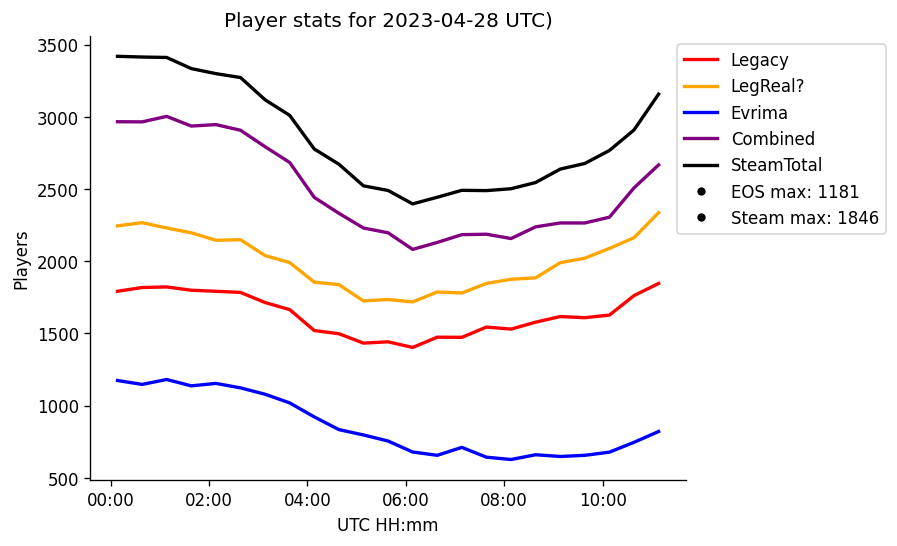 Player stats for 2023-04-28 UTC)
3500
3000
2500
2000
1500
1000
500
Players
00:00 02:00 04:00 06:00 08:00 10:00
UTC HH:mm
Legacy
LegReal?
Evrima
Combined
SteamTotal
EOS max: 1181
Steam max: 1846